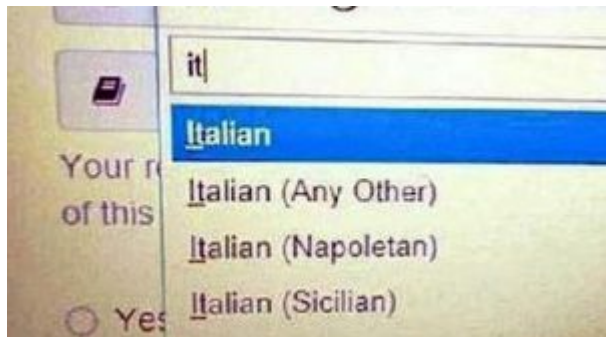 it
Italian
Italian (Any Other)
Italian (Napoletan)
Italian (Sicilian)
Your
of this
Yes